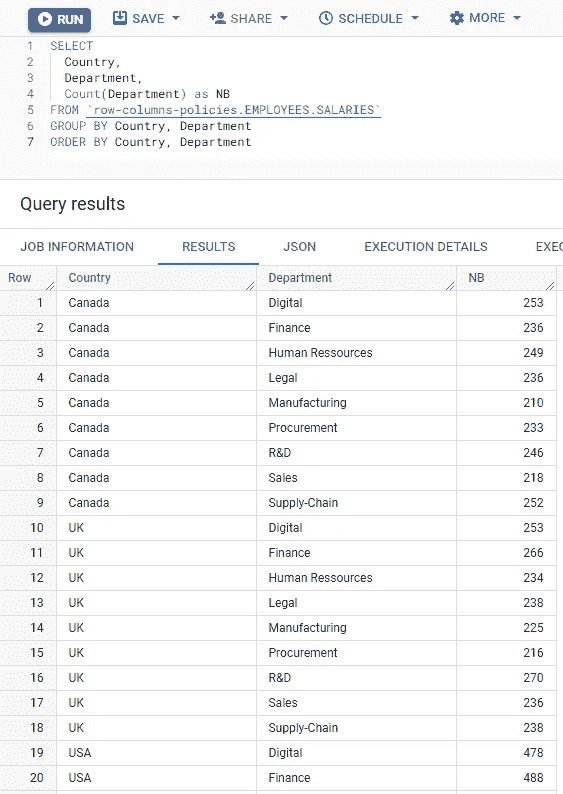 RUN SAVE SHARE SCHEDULE MORE
1 SELECT
2 Country,
3 Department,
4 Count(Department) as NB
5 FROM `row-columns-policies.EMPLOYEES.SALARIES`
6 GROUP BY Country, Department
7 ORDER BY Country, Department
Query results
JOB INFORMATION RESULTS JSON EXECUTION DETAILS EXEC
Row Country Department NB
1 Canada Digital 253
2 Canada Finance 236
3 Canada Human Ressources 249
4 Canada Legal 236
5 Canada Manufacturing 210
6 Canada Procurement 233
7 Canada R&D 246
8 Canada Sales 218
9 Canada Supply-Chain 252
10 UK Digital 253
11 UK Finance 266
12 UK Human Ressources 234
13 UK Legal 238
14 UK Manufacturing 225
15 UK Procurement 216
16 UK R&D 270
17 UK Sales 236
18 UK Supply-Chain 238
19 USA Digital 478
20 USA Finance 488